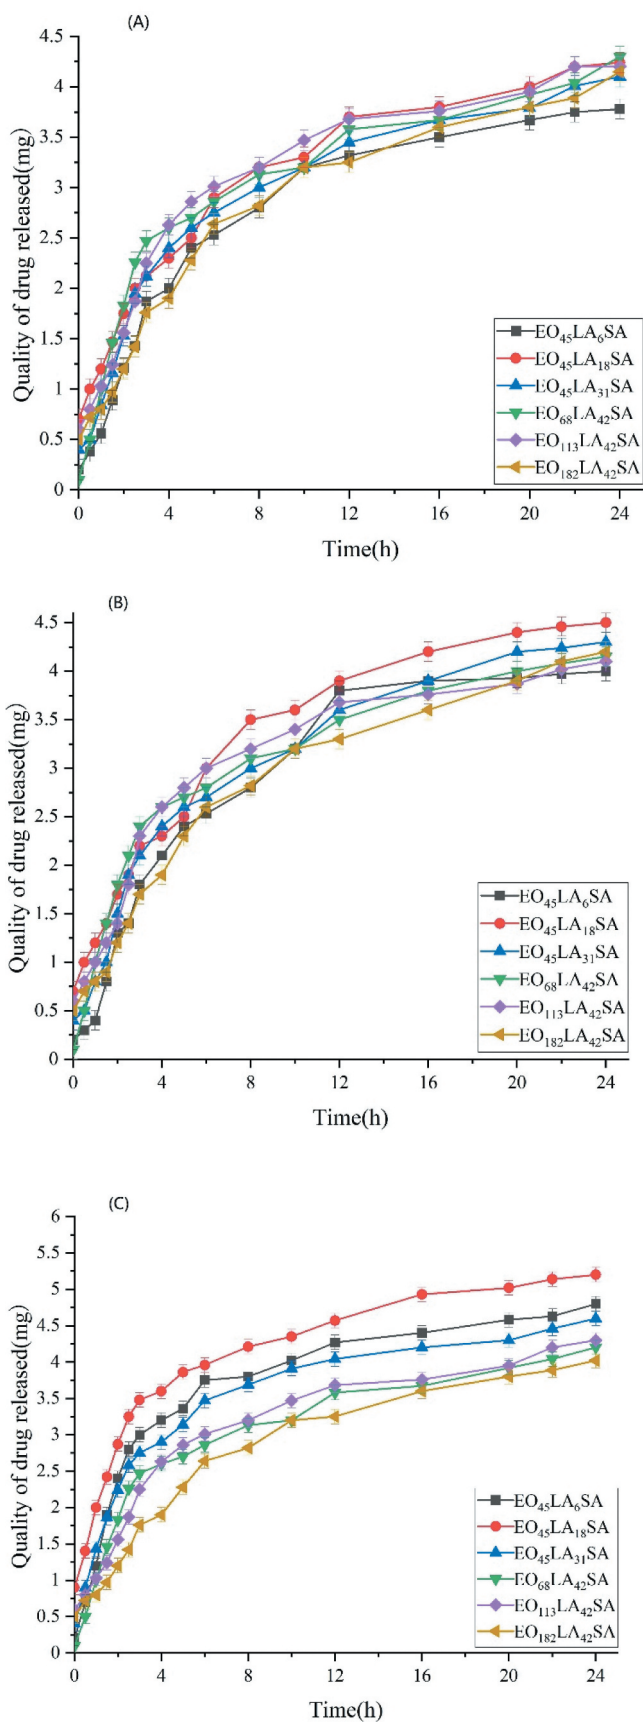 (A)
Quality of drug released(mg)
4.5
4
3.5
3
2.5
2
1.5
1
0.5
0
EO45LA6SA
EO45LA18SA
EO45LA31SA
EO68LA42SA
EO113LA42SA
EO182LA42SA
0 4 8 12 16 20 24
Time(h)
(B)
Quality of drug released(mg)
4.5
4
3.5
3
2.5
2
1.5
1
0.5
0
EO45LA6SA
EO45LA18SA
EO45LA31SA
EO68LA42SA
EO113LA42SA
EO182LA42SA
0 4 8 12 16 20 24
Time(h)
(C)
Quality of drug released(mg)
6
5.5
5
4.5
4
3.5
3
2.5
2
1.5
1
0.5
0
EO45LA6SA
EO45LA18SA
EO45LA31SA
EO68LA42SA
EO113LA42SA
EO182LA42SA
0 4 8 12 16 20 24
Time(h)